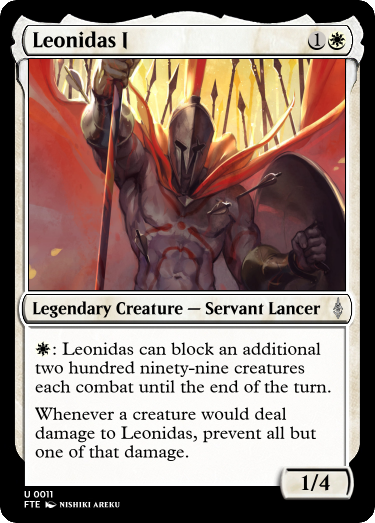 Leonidas I
1
Legendary Creature — Servant Lancer
: Leonidas can block an additional
two hundred ninety-nine creatures
each combat until the end of the turn.
Whenever a creature would deal
damage to Leonidas, prevent all but
one of that damage.
1/4
U 0011
FTE NISHIKI AREKU